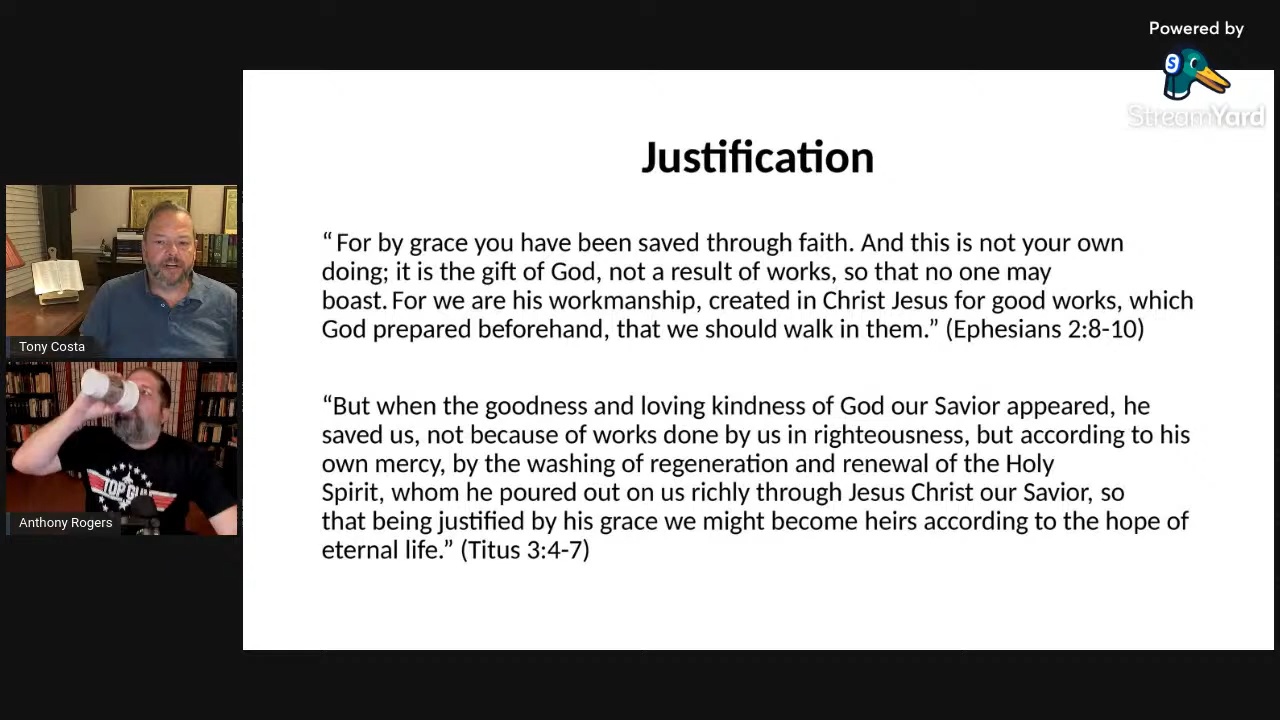 Powered by
S
StreamYard
Justification
“ For by grace you have been saved through faith. And this is not your own
doing; it is the gift of God, not a result of works, so that no one may
boast. For we are his workmanship, created in Christ Jesus for good works, which
God prepared beforehand, that we should walk in them.” (Ephesians 2:8-10)
“But when the goodness and loving kindness of God our Savior appeared, he
saved us, not because of works done by us in righteousness, but according to his
own mercy, by the washing of regeneration and renewal of the Holy
Spirit, whom he poured out on us richly through Jesus Christ our Savior, so
that being justified by his grace we might become heirs according to the hope of
eternal life.” (Titus 3:4-7)
Tony Costa
TOP
Anthony Rogers